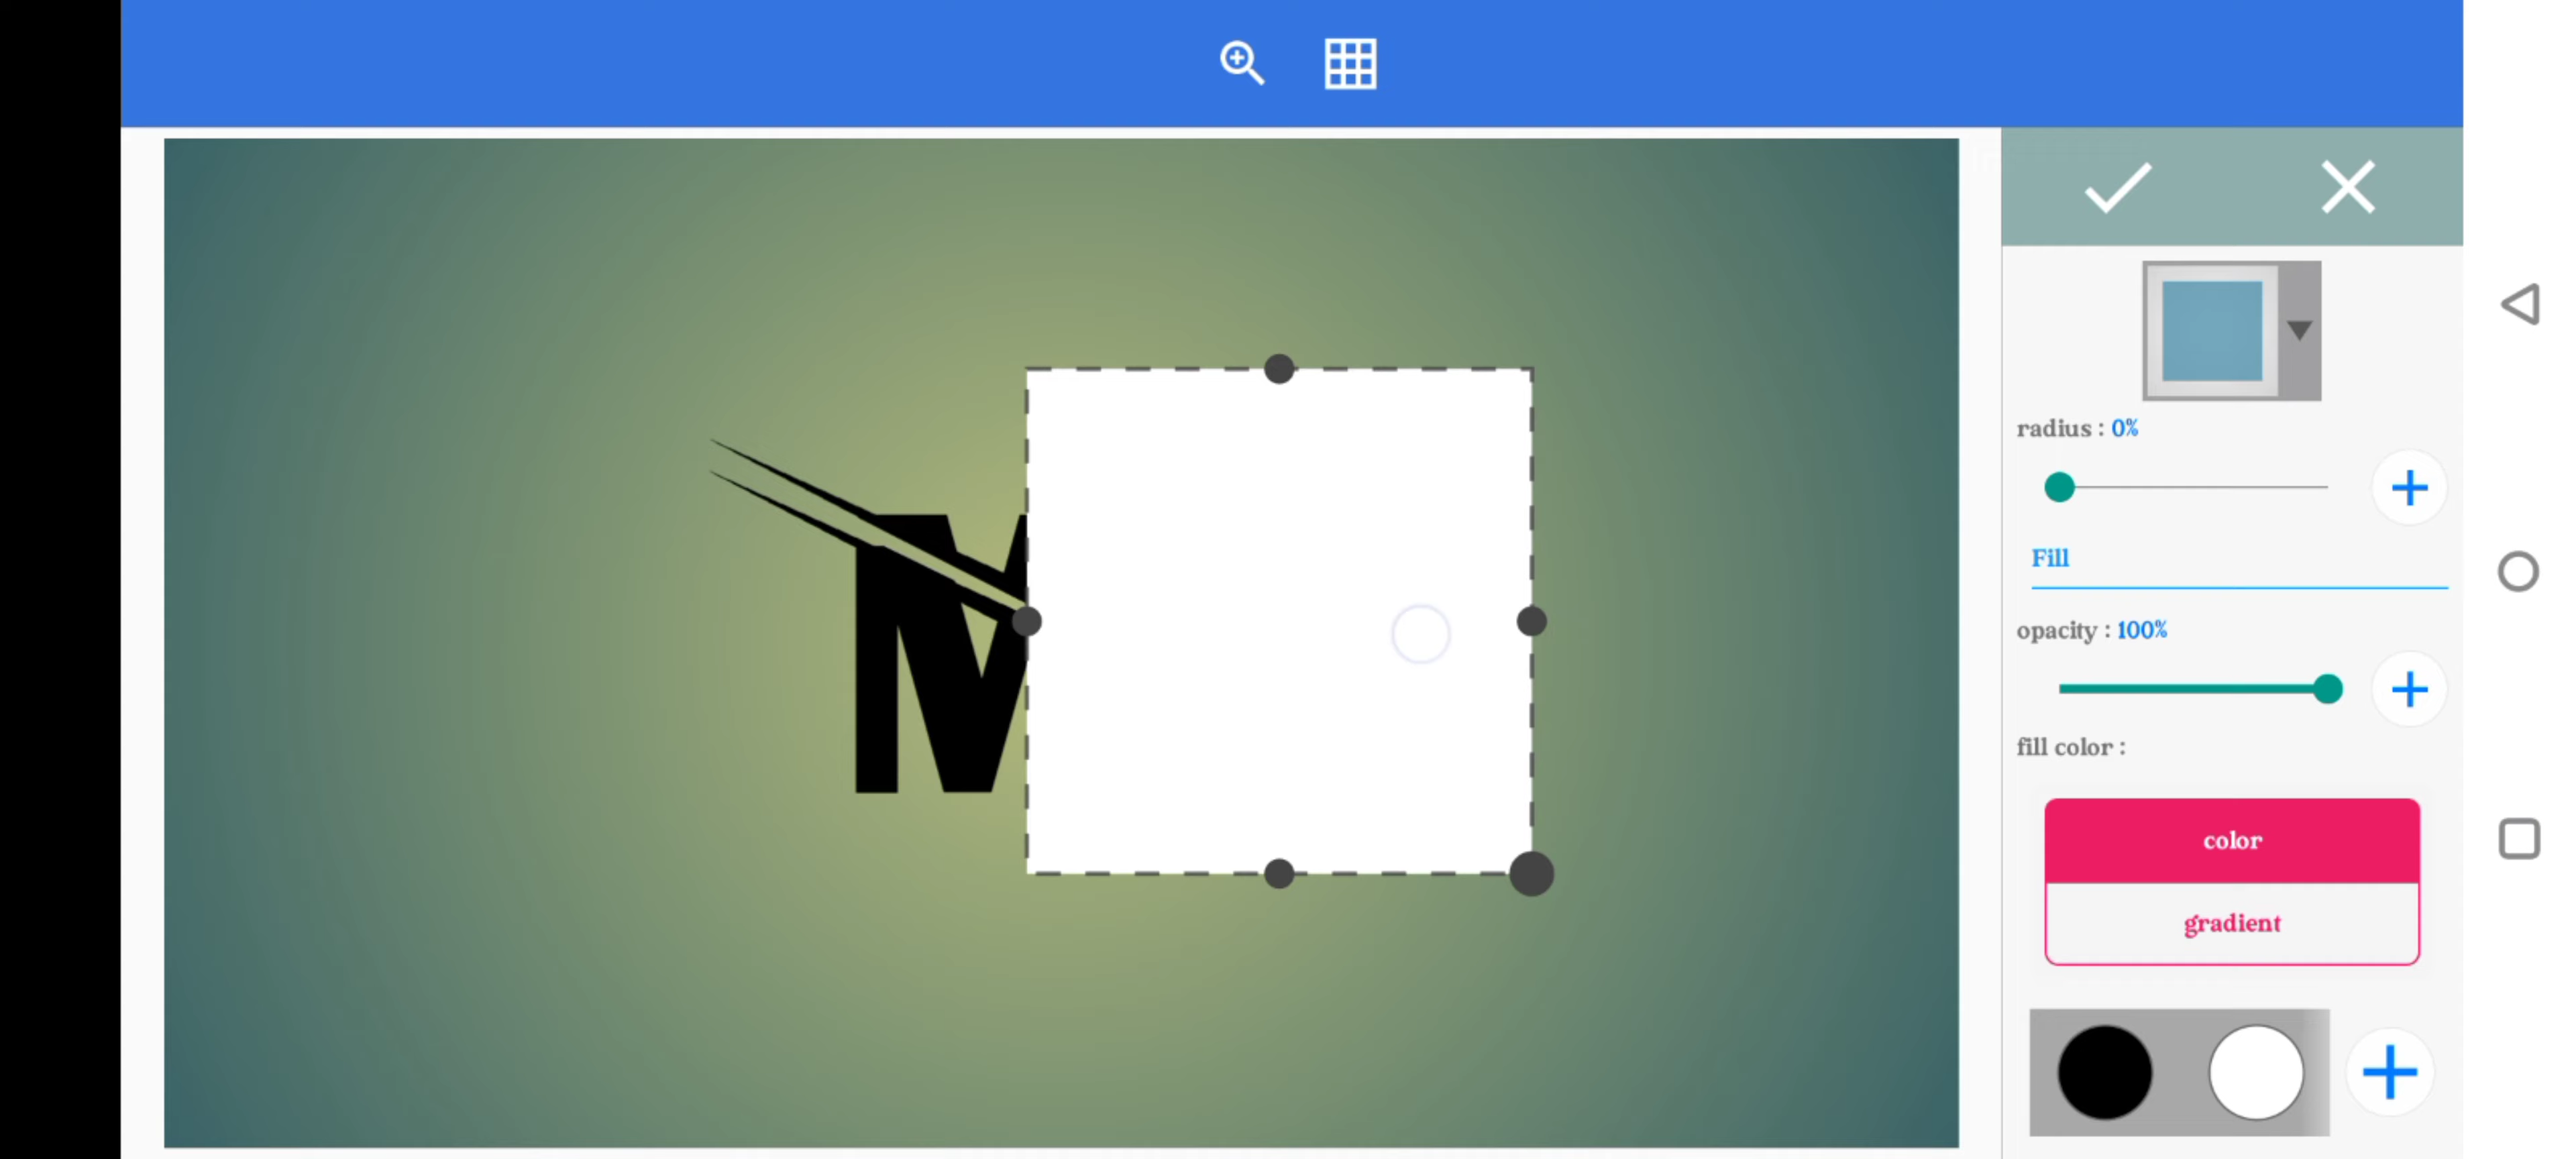 M
radius : 0%
Fill
opacity : 100%
fill color :
color
gradient